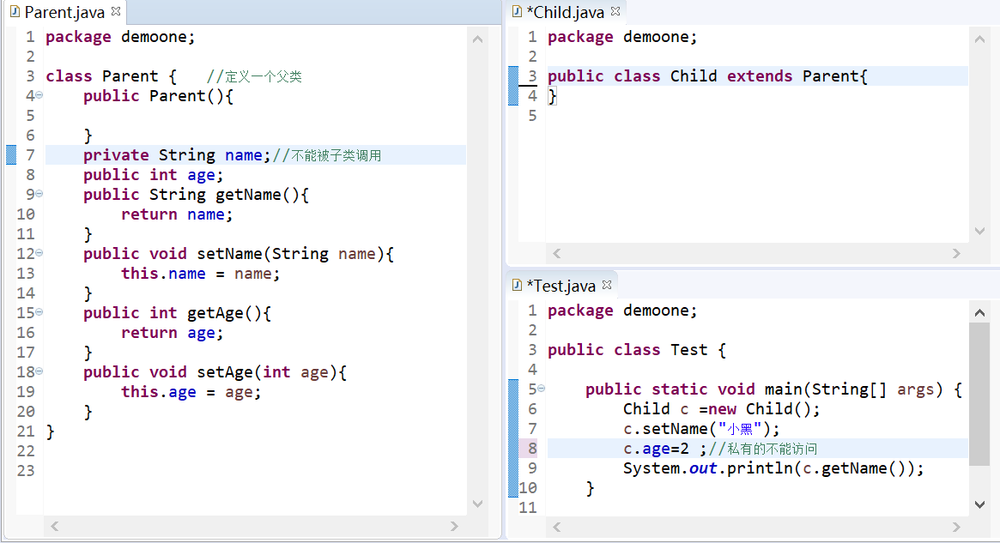 Parent.java
1 package demoone;
2
3 class Parent {   //定义一个父类
4     public Parent(){
5
6     }
7     private String name;//不能被子类调用
8     public int age;
9     public String getName(){
10         return name;
11     }
12     public void setName(String name){
13         this.name = name;
14     }
15     public int getAge(){
16         return age;
17     }
18     public void setAge(int age){
19         this.age = age;
20     }
21 }
22
23
*Child.java
1 package demoone;
2
3 public class Child extends Parent{
4 }
5
*Test.java
1 package demoone;
2
3 public class Test {
4
5     public static void main(String[] args) {
6         Child c =new Child();
7         c.setName("小黑");
8         c.age=2 ;//私有的不能访问
9         System.out.println(c.getName());
10     }
11